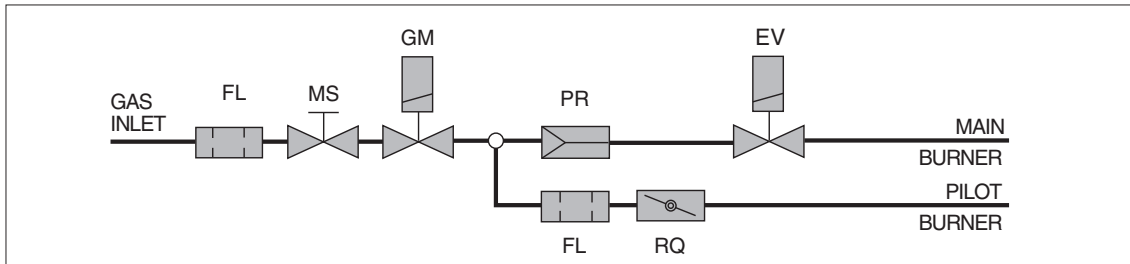 GM
EV
FL
MS
PR
GAS
INLET
MAIN
BURNER
PILOT
BURNER
FL
RQ